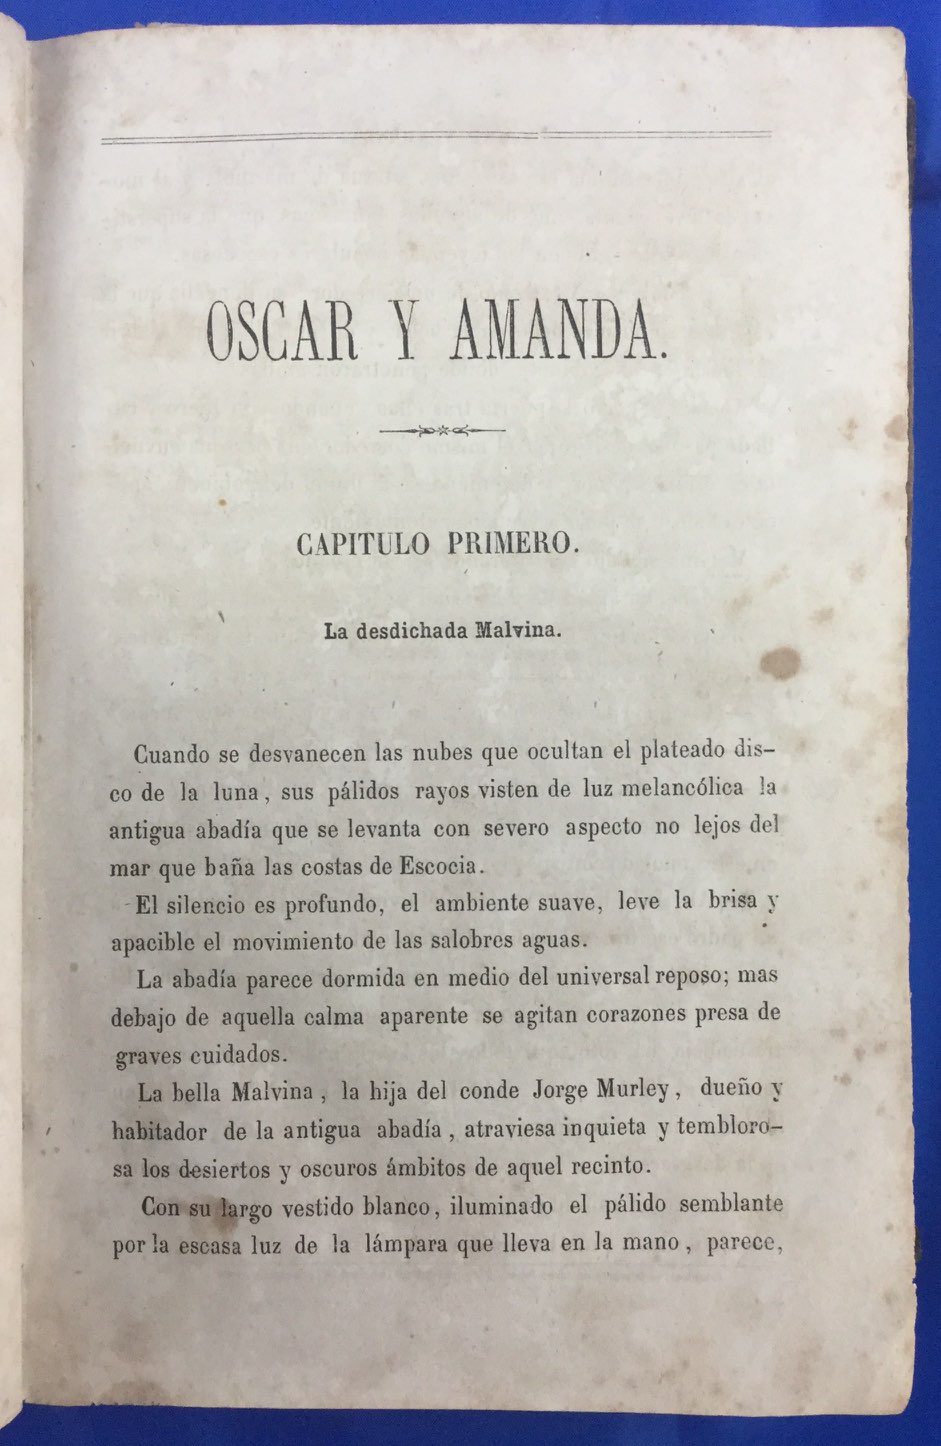 OSCAR Y AMANDA.
CAPITULO PRIMERO.
La desdichada Malvina.
Cuando se desvanecen las nubes que ocultan el plateado dis-
co de la luna, sus pálidos rayos visten de luz melancólica la
antigua abadía que se levanta con severo aspecto no lejos del
mar que baña las costas de Escocia.
El silencio es profundo, el ambiente suave, leve la brisa y
apacible el movimiento de las salobres aguas.
La abadía parece dormida en medio del universal reposo; mas
debajo de aquella calma aparente se agitan corazones presa de
graves cuidados.
La bella Malvina, la hija del conde Jorge Murley, dueño y
habitador de la antigua abadía, atraviesa inquieta y tembloro-
sa los desiertos y oscuros ámbitos de aquel recinto.
Con su largo vestido blanco, iluminado el pálido semblante
por la escasa luz de la lámpara que lleva en la mano, parece,